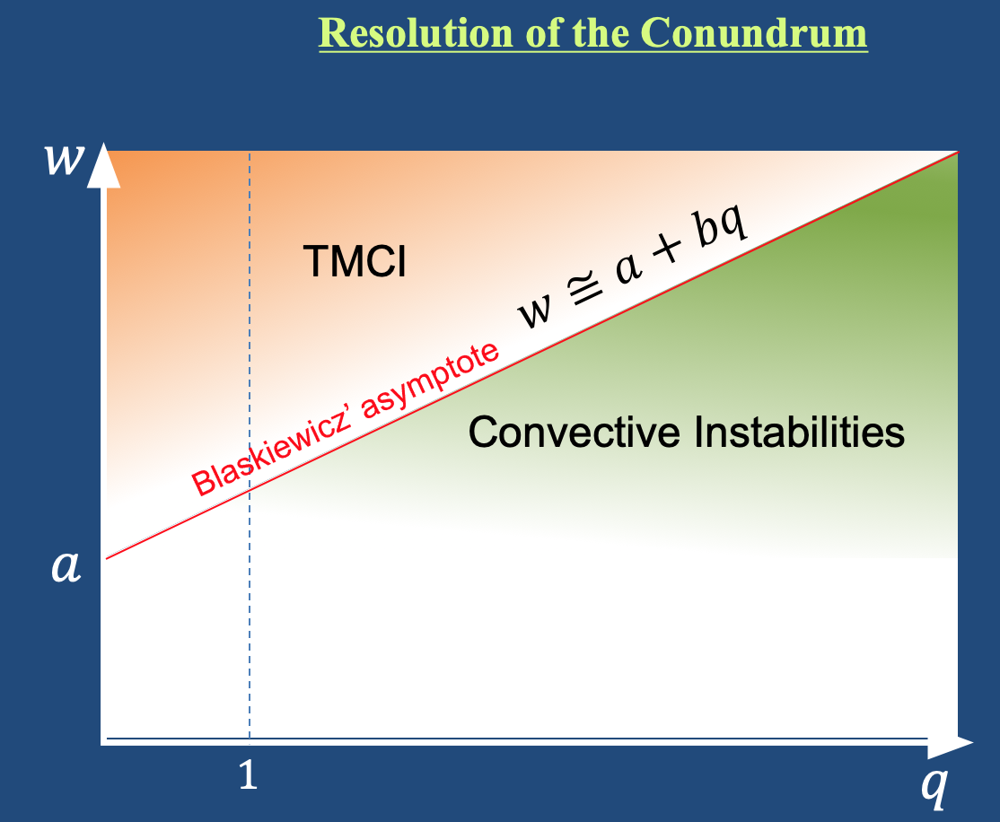 Resolution of the Conundrum
w
TMCI
w ≅ a + bq
Blaskiewicz’ asymptote
Convective Instabilities
a
1
q